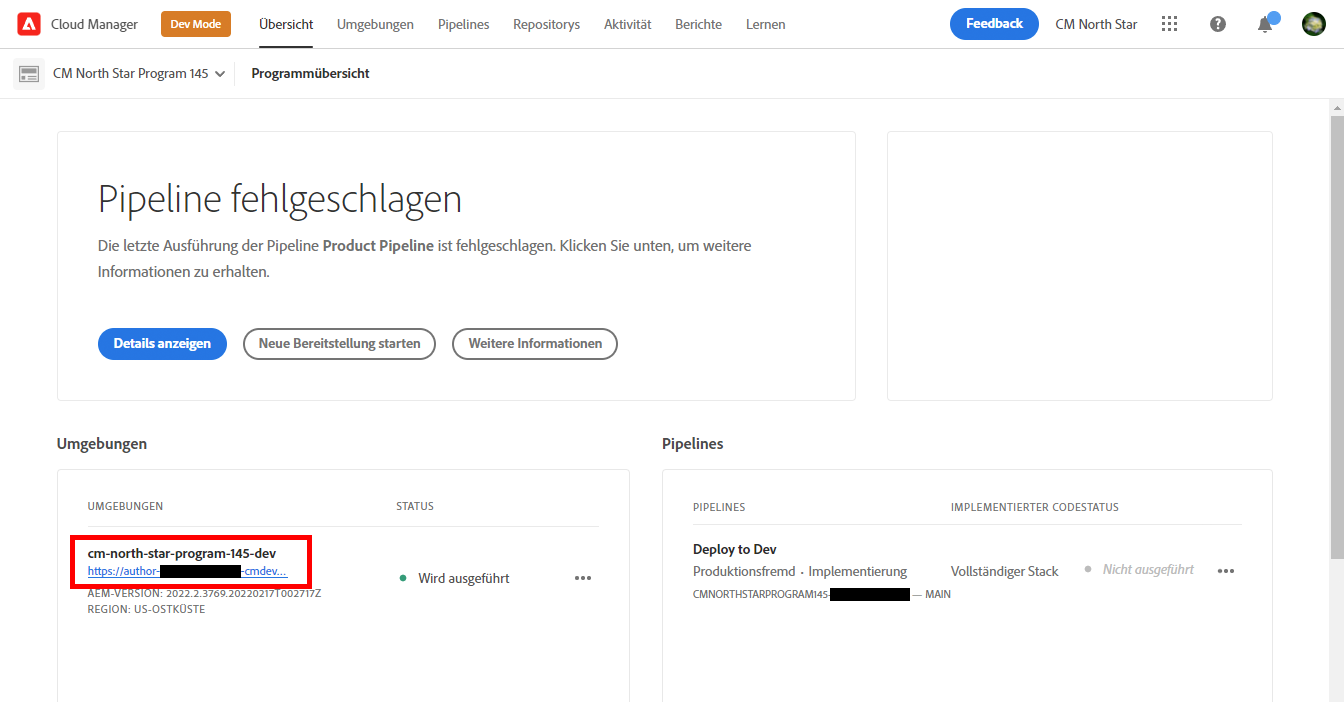 Cloud Manager Dev Mode Übersicht Umgebungen Pipelines Repositorys Aktivität Berichte Lernen Feedback CM North Star
CM North Star Program 145 Programmübersicht
Pipeline fehlgeschlagen
Die letzte Ausführung der Pipeline Product Pipeline ist fehlgeschlagen. Klicken Sie unten, um weitere
Informationen zu erhalten.
Details anzeigen Neue Bereitstellung starten Weitere Informationen
Umgebungen
UMGEBUNGEN STATUS
cm-north-star-program-145-dev
https://author- -cmdev...
Wird ausgeführt
AEM-VERSION: 2022.2.3769.20220217T002717Z
REGION: US-OSTKÜSTE
Pipelines
PIPELINES IMPLEMENTIERTER CODESTATUS
Deploy to Dev
Produktionsfremd · Implementierung Vollständiger Stack Nicht ausgeführt
CMNORTHSTARPROGRAM145- — MAIN